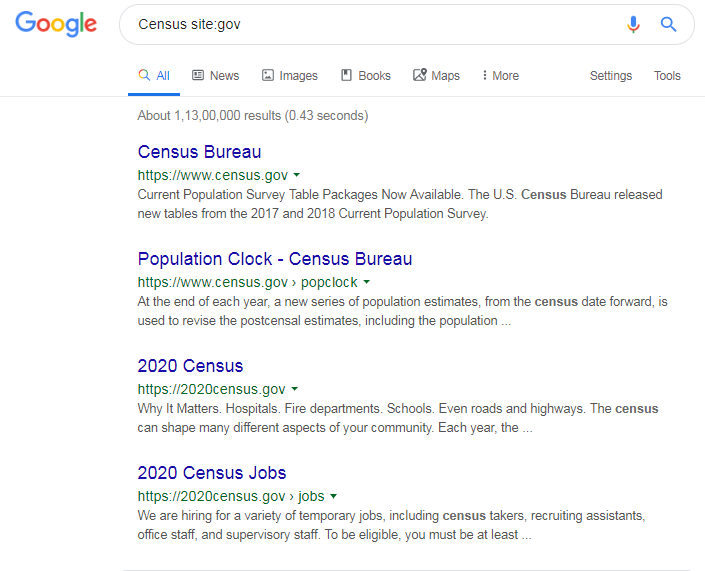 Google
Census site:gov
All News Images Books Maps More Settings Tools
About 1,13,00,000 results (0.43 seconds)
Census Bureau
https://www.census.gov
Current Population Survey Table Packages Now Available. The U.S. Census Bureau released
new tables from the 2017 and 2018 Current Population Survey.
Population Clock - Census Bureau
https://www.census.gov › popclock
At the end of each year, a new series of population estimates, from the census date forward, is
used to revise the postcensal estimates, including the population ...
2020 Census
https://2020census.gov
Why It Matters. Hospitals. Fire departments. Schools. Even roads and highways. The census
can shape many different aspects of your community. Each year, the ...
2020 Census Jobs
https://2020census.gov › jobs
We are hiring for a variety of temporary jobs, including census takers, recruiting assistants,
office staff, and supervisory staff. To be eligible, you must be at least ...